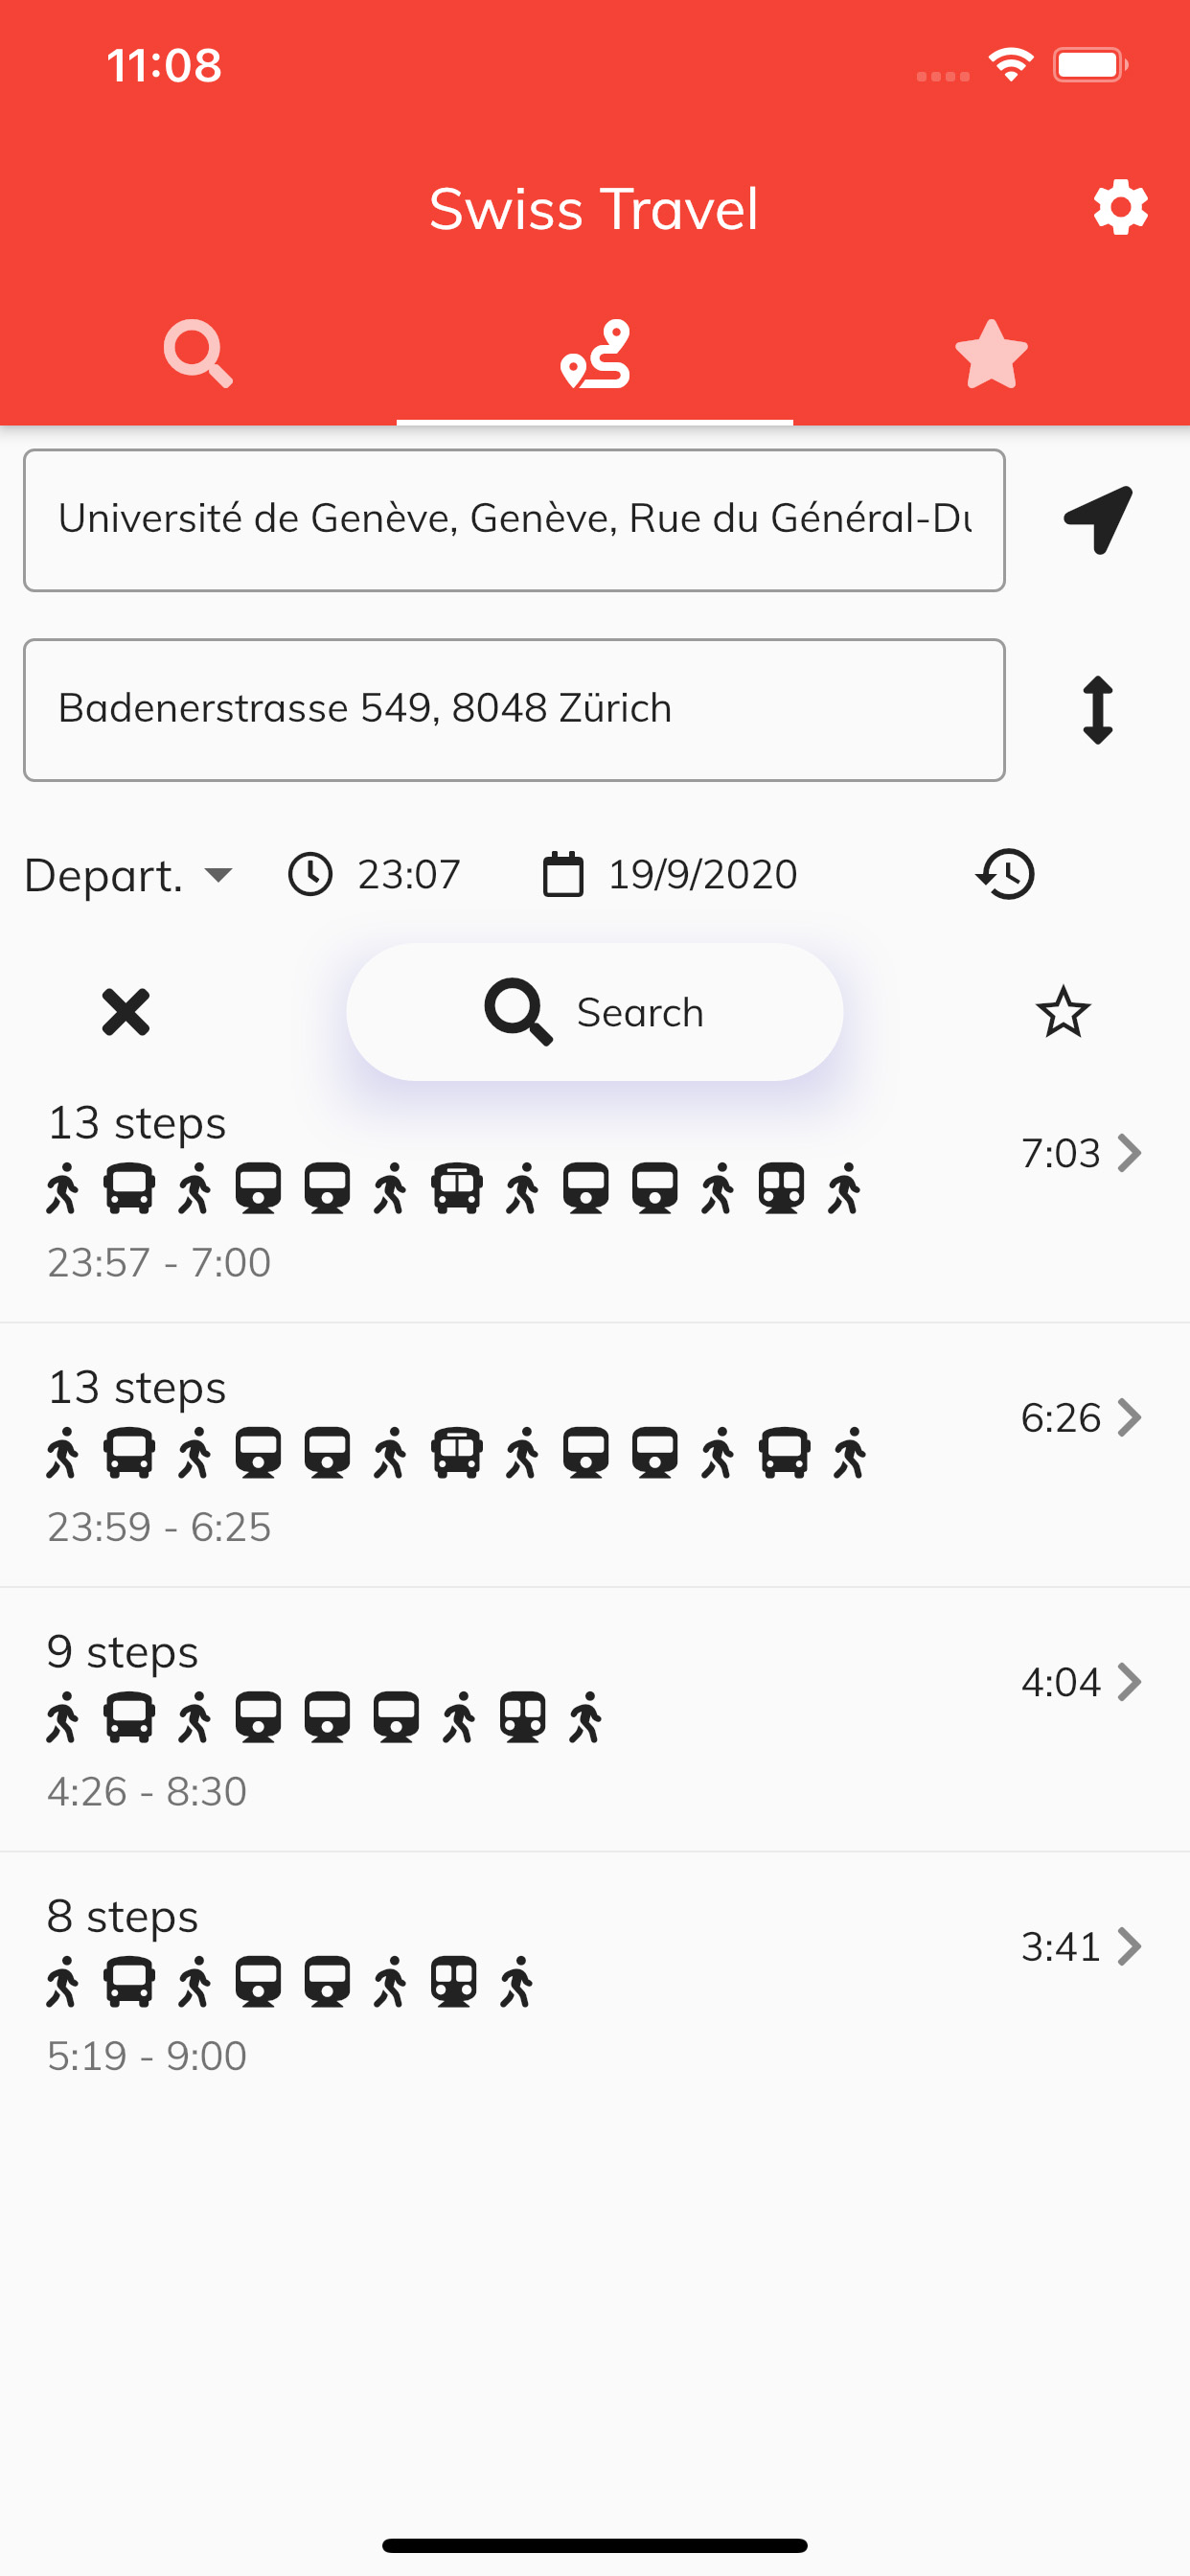 11:08
Swiss Travel
Université de Genève, Genève, Rue du Général-Du
Badenerstrasse 549, 8048 Zürich
Depart. 23:07 19/9/2020
Search
13 steps
7:03
23:57 - 7:00
13 steps
6:26
23:59 - 6:25
9 steps
4:04
4:26 - 8:30
8 steps
3:41
5:19 - 9:00